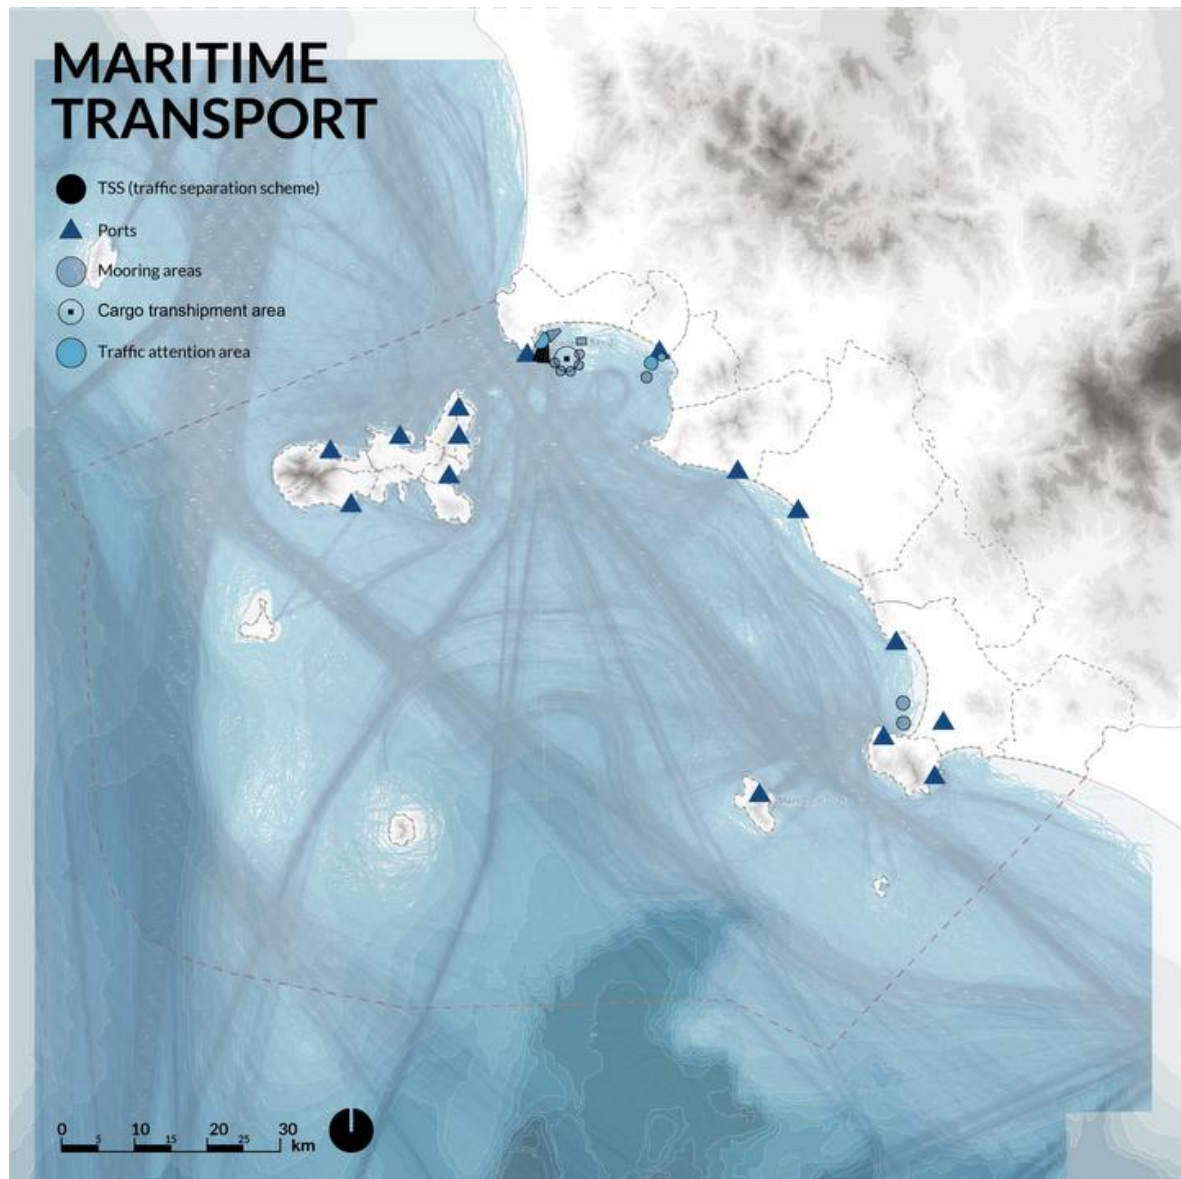 MARITIME
TRANSPORT
TSS (traffic separation scheme)
Ports
Mooring areas
Cargo transhipment area
Traffic attention area
0 5 10 15 20 25 30
km